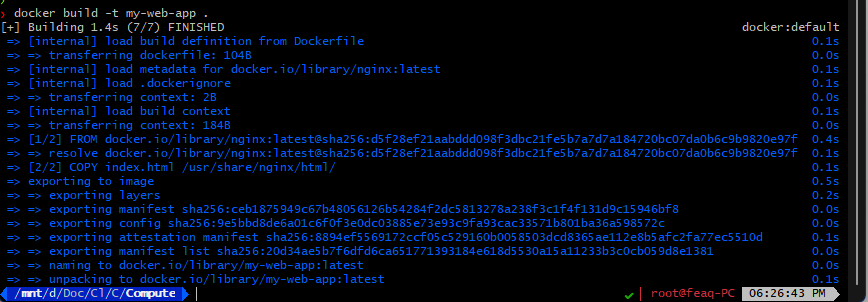 docker build -t my-web-app .
[+] Building 1.4s (7/7) FINISHED docker:default
=> [internal] load build definition from Dockerfile 0.1s
=> => transferring dockerfile: 104B 0.0s
=> [internal] load metadata for docker.io/library/nginx:latest 0.1s
=> [internal] load .dockerignore 0.1s
=> => transferring context: 2B 0.0s
=> [internal] load build context 0.1s
=> => transferring context: 184B 0.0s
=> [1/2] FROM docker.io/library/nginx:latest@sha256:d5f28ef21aabddd098f3dbc21fe5b7a7d7a184720bc07da0b6c9b9820e97f 0.4s
=> => resolve docker.io/library/nginx:latest@sha256:d5f28ef21aabddd098f3dbc21fe5b7a7d7a184720bc07da0b6c9b9820e97f 0.1s
=> [2/2] COPY index.html /usr/share/nginx/html/ 0.1s
=> exporting to image 0.5s
=> => exporting layers 0.2s
=> => exporting manifest sha256:ceb1875949c67b48056126b54284f2dc5813278a238f3c1f4f131d9c15946bf8 0.0s
=> => exporting config sha256:9e5bbd8de6a01c6f0f3e0dc03885e73e93c9fa93cac33571b801ba36a598572c 0.0s
=> => exporting attestation manifest sha256:8894ef5569172ccf05c529160b0058503dcd8365ae112e8b5afc2fa77ec5510d 0.1s
=> => exporting manifest list sha256:20d34ae5b7f6dfd6ca651771393184e618d5530a15a11233b3c0cb059d8e1381 0.0s
=> => naming to docker.io/library/my-web-app:latest 0.0s
=> => unpacking to docker.io/library/my-web-app:latest 0.1s
/mnt/d/Doc/Cl/C/Compute root@feaq-PC 06:26:43 PM